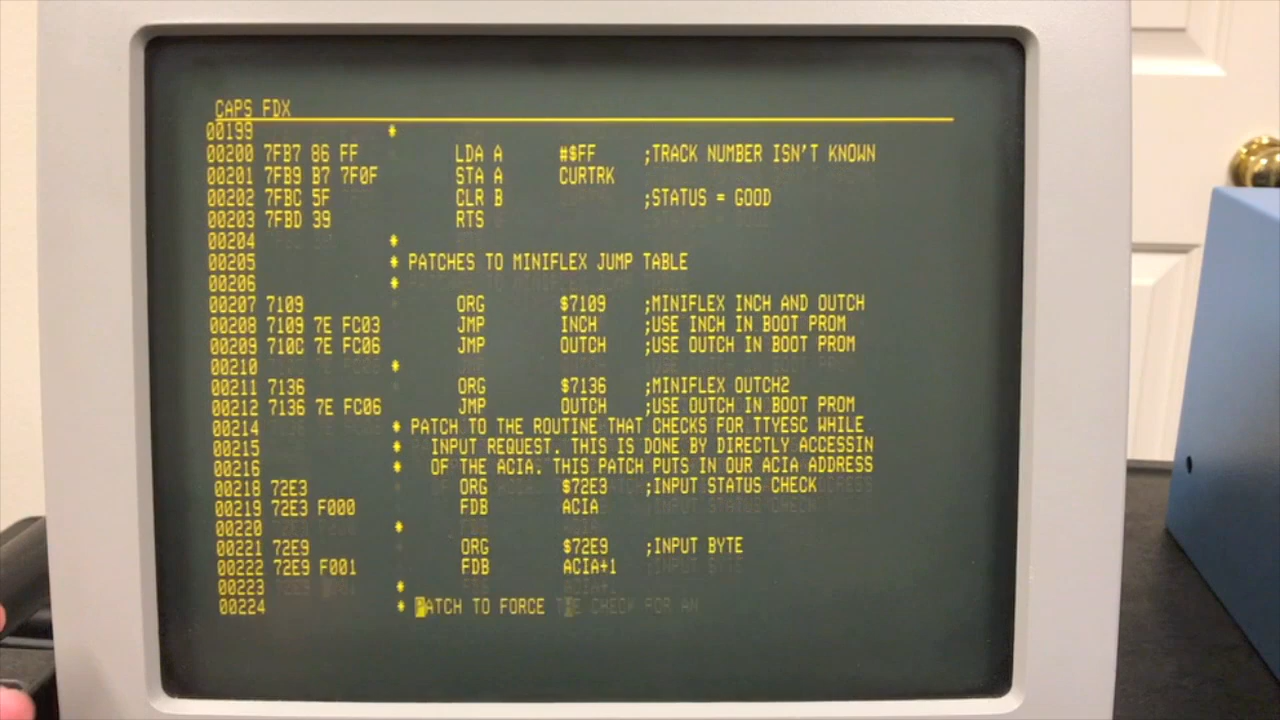 CAPS FDX
00199 *
00200 7FB7 86 FF LDA A #$FF ;TRACK NUMBER ISN'T KNOWN
00201 7FB9 B7 7F0F STA A CURTRK
00202 7FBC 5F CLR B ;STATUS = GOOD
00203 7FBD 39 RTS
00204 *
00205 * PATCHES TO MINIFLEX JUMP TABLE
00206 *
00207 7109 ORG $7109 ;MINIFLEX INCH AND OUTCH
00208 7109 7E FC03 JMP INCH ;USE INCH IN BOOT PROM
00209 710C 7E FC06 JMP OUTCH ;USE OUTCH IN BOOT PROM
00210 *
00211 7136 ORG $7136 ;MINIFLEX OUTCH2
00212 7136 7E FC06 JMP OUTCH ;USE OUTCH IN BOOT PROM
00214 * PATCH TO THE ROUTINE THAT CHECKS FOR TTYESC WHILE
00215 * INPUT REQUEST. THIS IS DONE BY DIRECTLY ACCESSIN
00216 * OF THE ACIA. THIS PATCH PUTS IN OUR ACIA ADDRESS
00218 72E3 ORG $72E3 ;INPUT STATUS CHECK
00219 72E3 F000 FDB ACIA
00220 *
00221 72E9 ORG $72E9 ;INPUT BYTE
00222 72E9 F001 FDB ACIA+1
00223 *
00224 * PATCH TO FORCE THE CHECK FOR AN